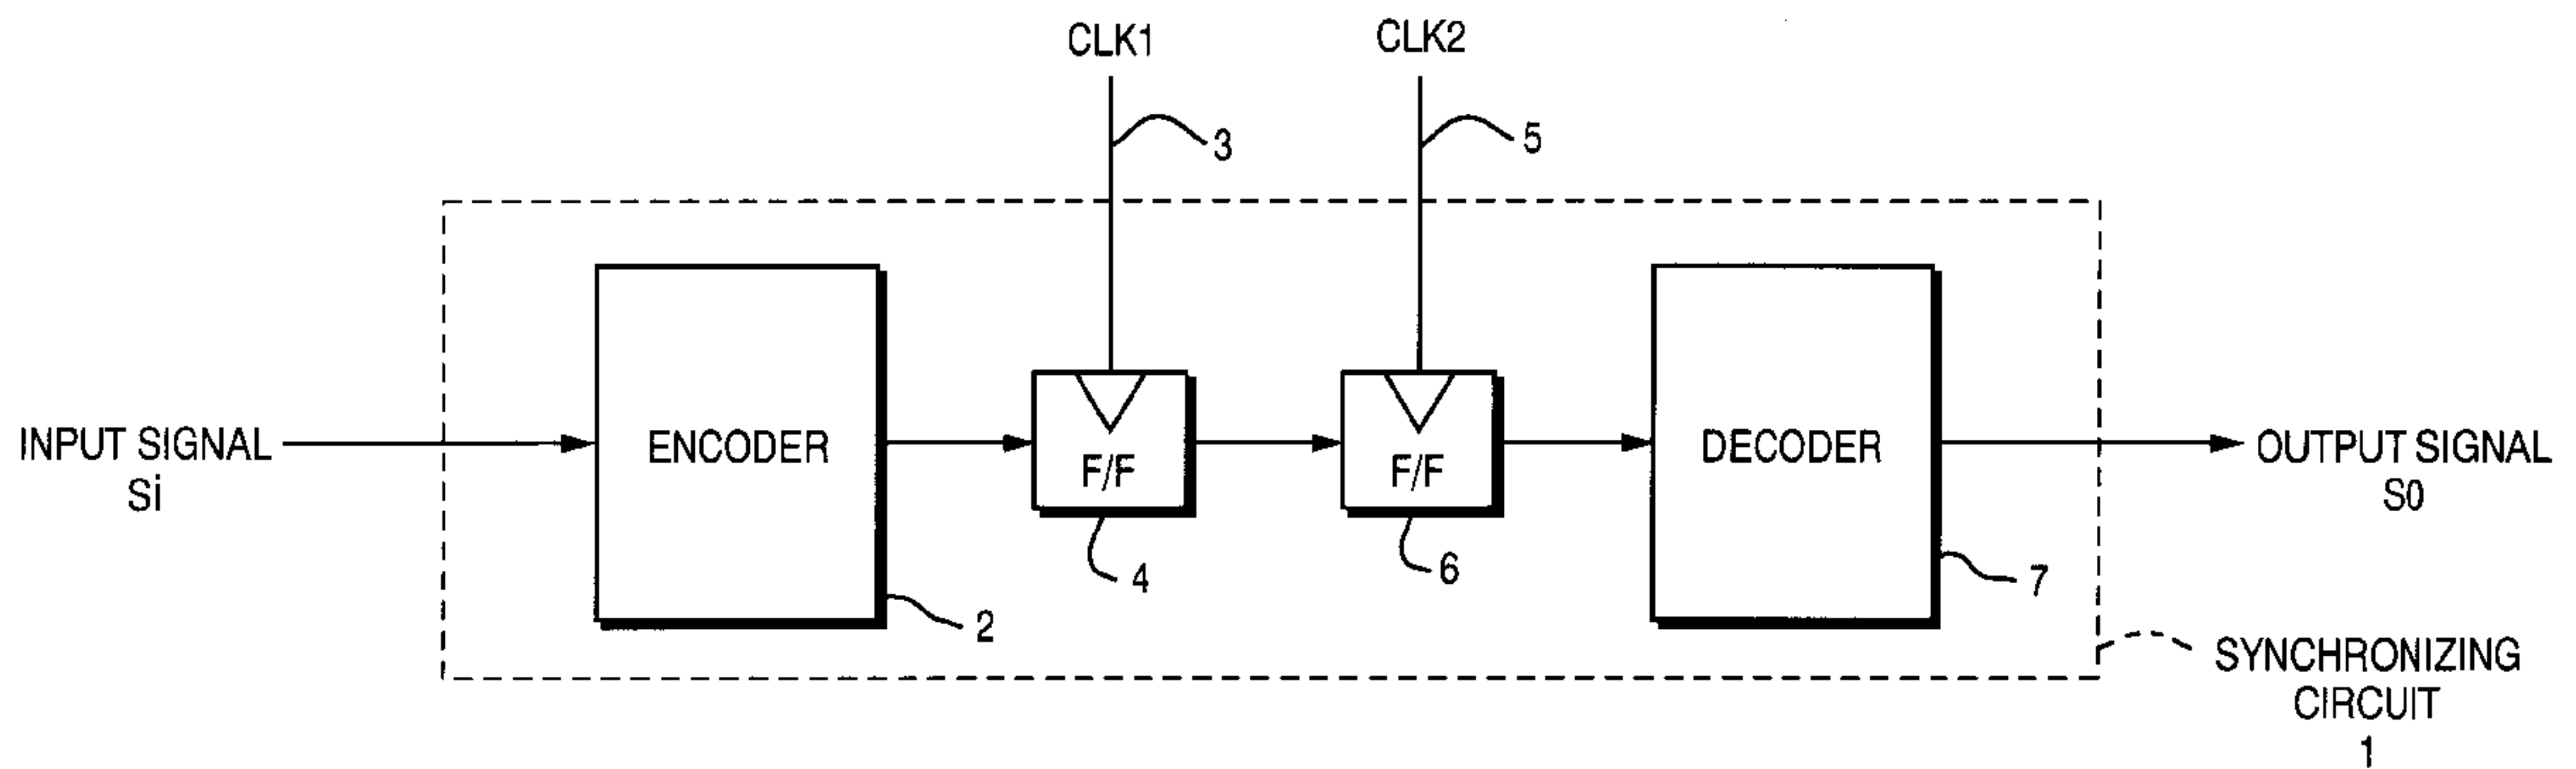 CLK1
CLK2
3
5
INPUT SIGNAL
Si
ENCODER
F/F
F/F
DECODER
OUTPUT SIGNAL
S0
4
6
7
2
SYNCHRONIZING
CIRCUIT
1